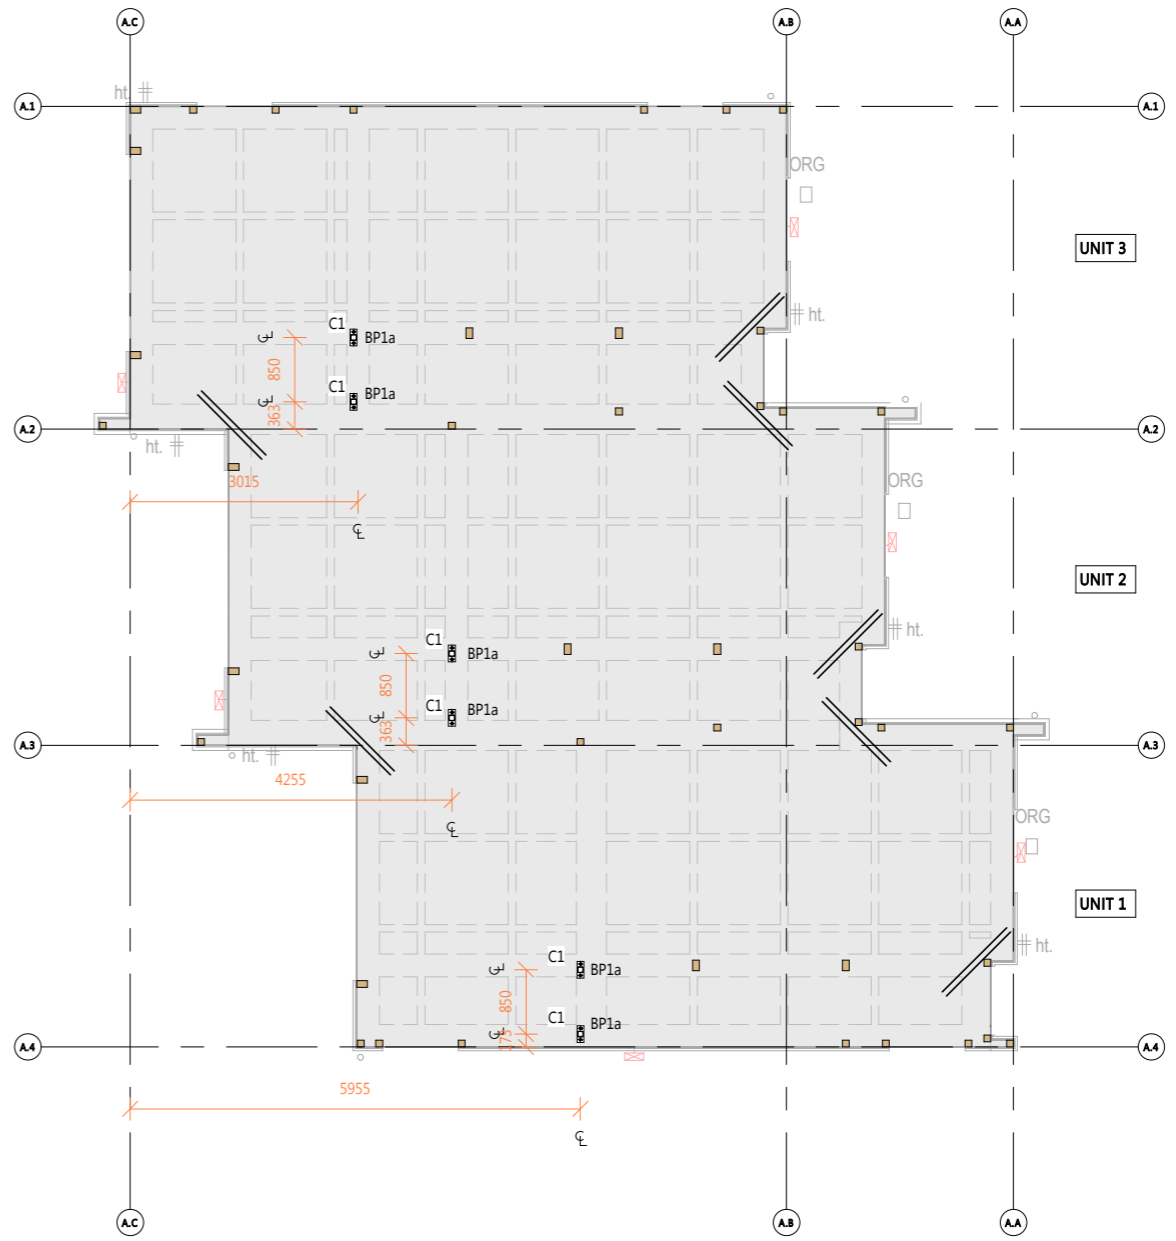 A.C
A.B
A.A
ht.
A.1
A.1
ORG
UNIT 3
ht.
C1
BP1a
850
C1
BP1a
363
A.2
A.2
ht.
3015
ORG
UNIT 2
ht.
C1
BP1a
850
C1
BP1a
363
A.3
A.3
ht.
4255
ORG
UNIT 1
ht.
C1
BP1a
850
C1
BP1a
175
A.4
A.4
5955
A.C
A.B
A.A